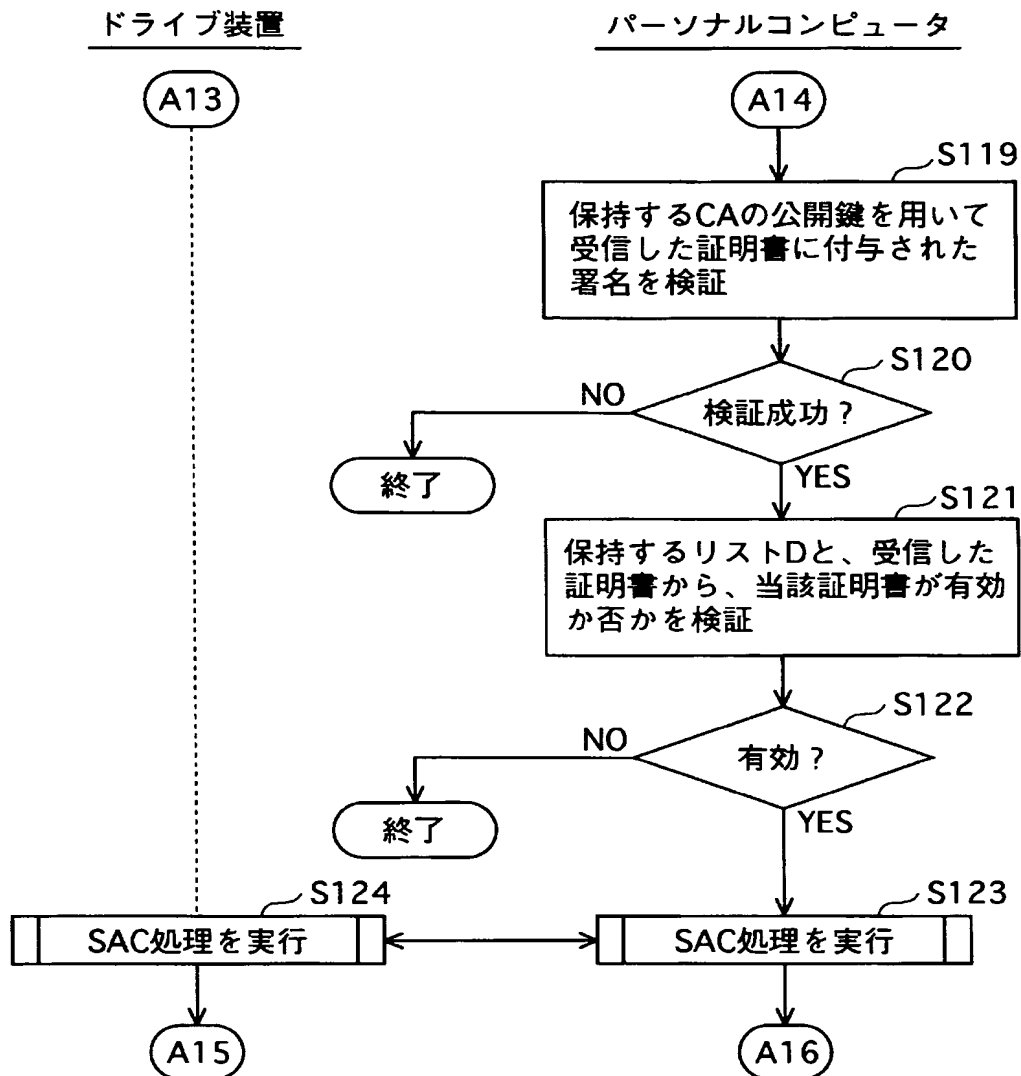 ドライブ装置
パーソナルコンピュータ
A13
A14
S119
保持するCAの公開鍵を用いて
受信した証明書に付与された
署名を検証
S120
NO
検証成功?
終了
YES
S121
保持するリストDと、受信した
証明書から、当該証明書が有効
か否かを検証
S122
NO
有効?
終了
YES
S124
S123
SAC処理を実行
SAC処理を実行
A15
A16